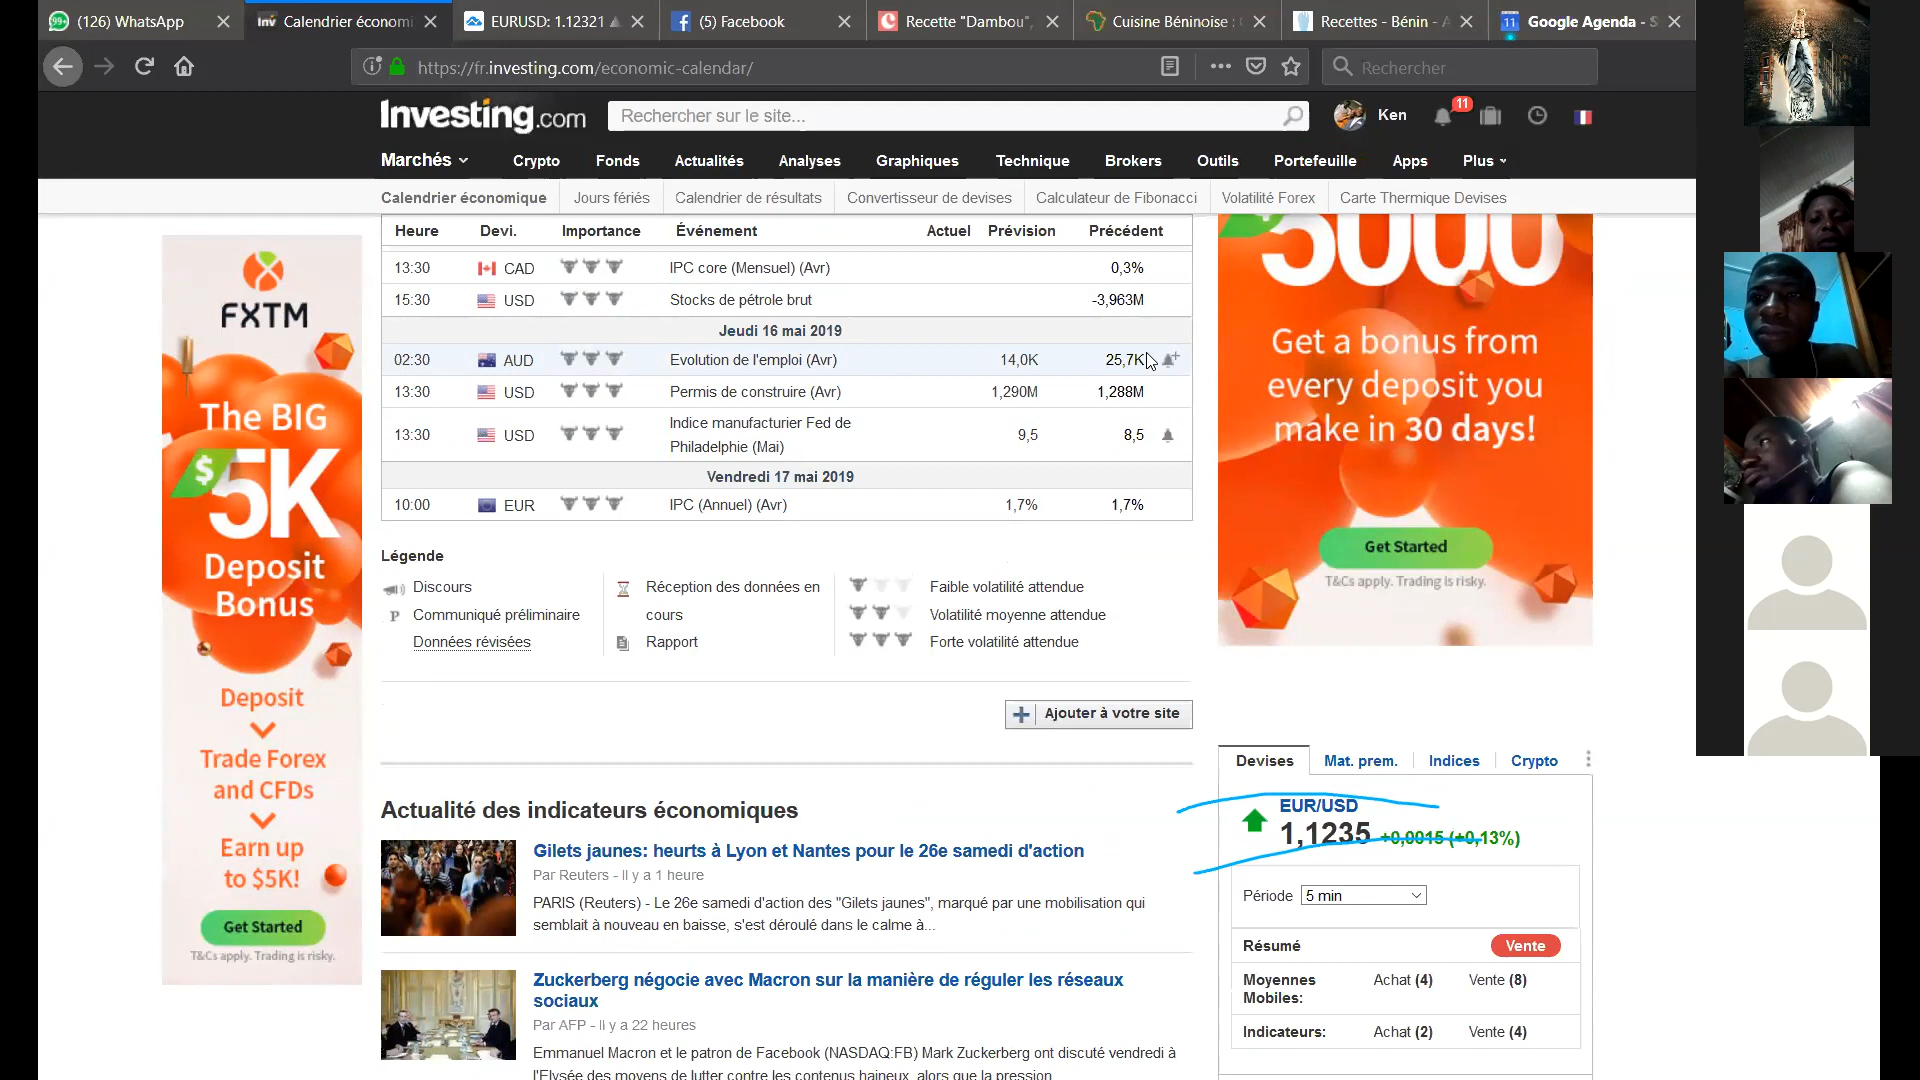 (126) WhatsApp
Calendrier économi
EURUSD: 1.12321
(5) Facebook
Recette "Dambou",
Cuisine Béninoise :
Recettes - Bénin - A
11
Google Agenda - S
https://fr.investing.com/economic-calendar/
Rechercher
Investing.com
Rechercher sur le site...
Ken
11
Marchés
Crypto
Fonds
Actualités
Analyses
Graphiques
Technique
Brokers
Outils
Portefeuille
Apps
Plus
Calendrier économique
Jours fériés
Calendrier de résultats
Convertisseur de devises
Calculateur de Fibonacci
Volatilité Forex
Carte Thermique Devises
Heure Devi. Importance Événement Actuel Prévision Précédent
13:30 CAD IPC core (Mensuel) (Avr) 0,3%
15:30 USD Stocks de pétrole brut -3,963M
Jeudi 16 mai 2019
02:30 AUD Evolution de l'emploi (Avr) 14,0K 25,7K
13:30 USD Permis de construire (Avr) 1,290M 1,288M
13:30 USD Indice manufacturier Fed de
Philadelphie (Mai) 9,5 8,5
Vendredi 17 mai 2019
10:00 EUR IPC (Annuel) (Avr) 1,7% 1,7%
Légende
Discours
P Communiqué préliminaire
Données révisées
Réception des données en
cours
Rapport
Faible volatilité attendue
Volatilité moyenne attendue
Forte volatilité attendue
Ajouter à votre site
Actualité des indicateurs économiques
Gilets jaunes: heurts à Lyon et Nantes pour le 26e samedi d'action
Par Reuters - Il y a 1 heure
PARIS (Reuters) - Le 26e samedi d'action des "Gilets jaunes", marqué par une mobilisation qui
semblait à nouveau en baisse, s'est déroulé dans le calme à...
Zuckerberg négocie avec Macron sur la manière de réguler les réseaux
sociaux
Par AFP - Il y a 22 heures
Emmanuel Macron et le patron de Facebook (NASDAQ:FB) Mark Zuckerberg ont discuté vendredi à
l'Elysée des moyens de lutter contre les contenus haineux, alors que la pression
FXTM
The BIG
$5K
Deposit
Bonus
Deposit
Trade Forex
and CFDs
Earn up
to $5K!
Get Started
T&Cs apply. Trading is risky.
$5000
Get a bonus from
every deposit you
make in 30 days!
Get Started
T&Cs apply. Trading is risky.
Devises
Mat. prem.
Indices
Crypto
EUR/USD
1,1235 +0,0015 (+0,13%)
Période 5 min
Résumé Vente
Moyennes
Mobiles: Achat (4) Vente (8)
Indicateurs: Achat (2) Vente (4)